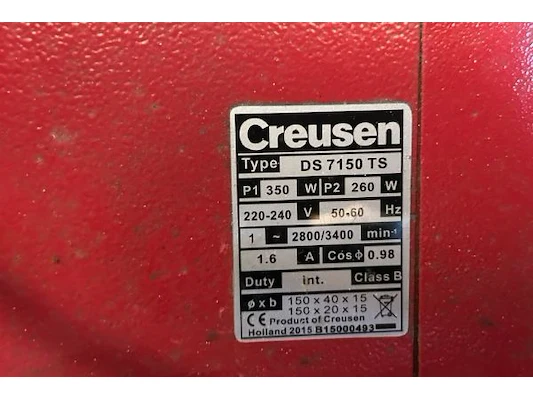 Creusen
Type DS 7150 TS
P1 350 W P2 260 W
220-240 V 50-60 Hz
1 ~ 2800/3400 min-1
1.6 A Cosϕ 0.98
Duty int. Class B
ø x b 150 x 40 x 15
150 x 20 x 15
CE Product of Creusen
Holland 2015 B15000493